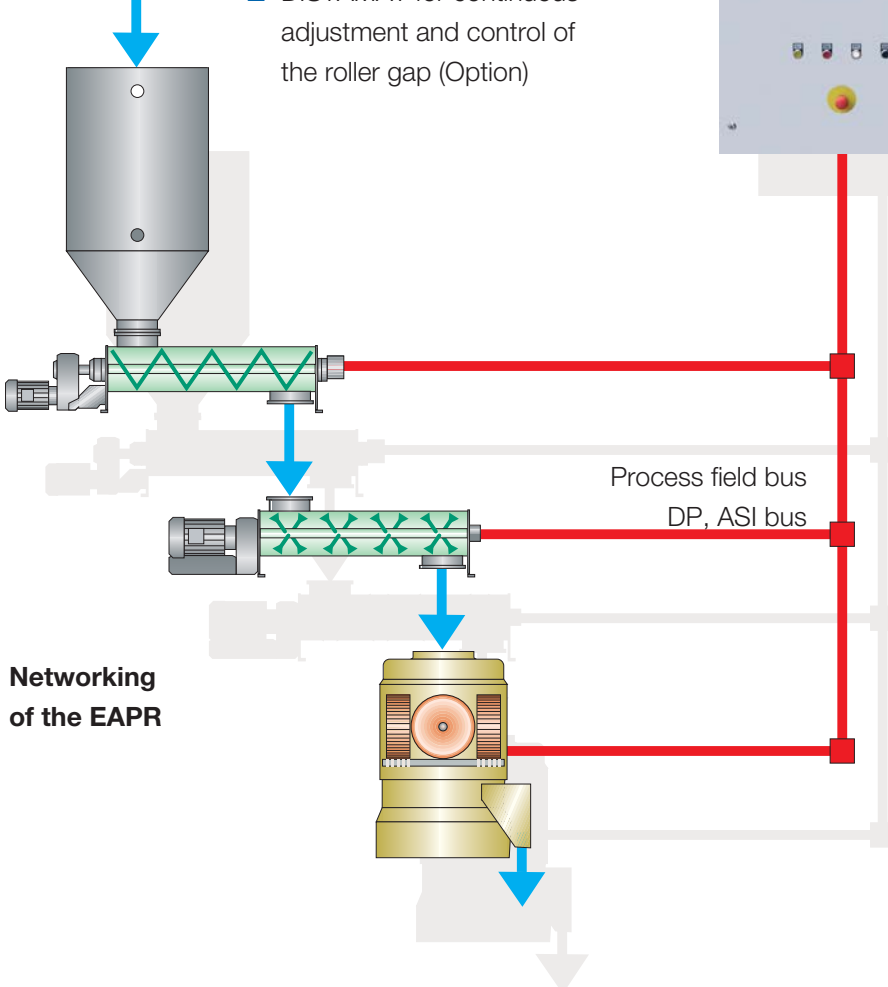 adjustment and control of
the roller gap (Option)
Process field bus
DP, ASI bus
Networking
of the EAPR